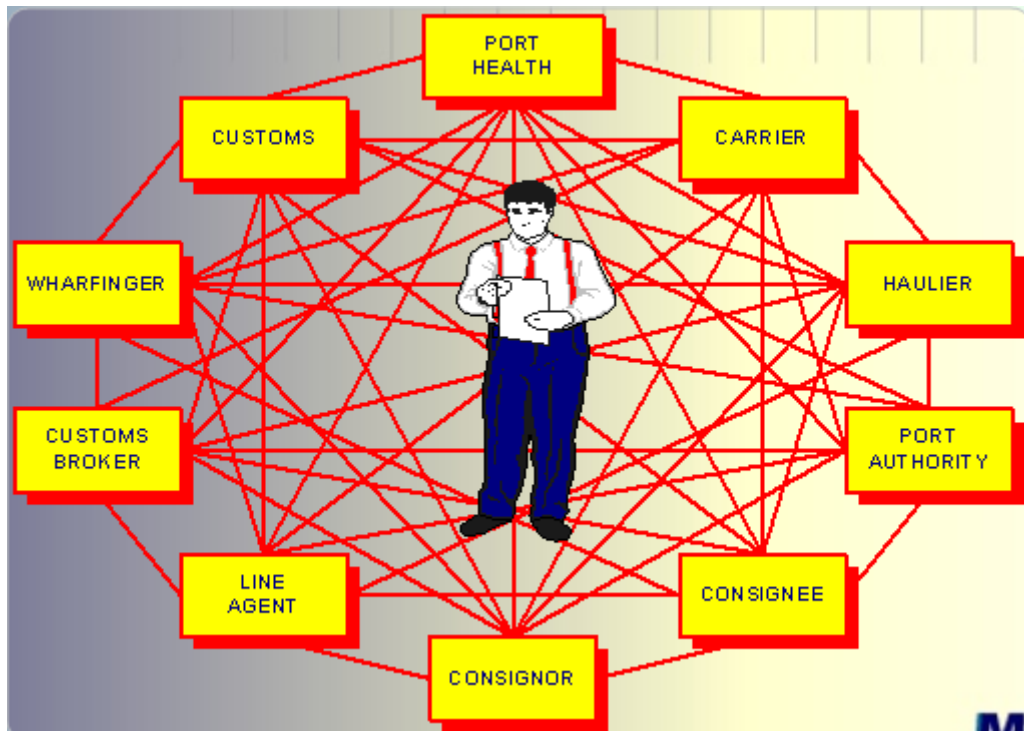 PORT
HEALTH
CUSTOMS
CARRIER
WHARFINGER
HAULIER
CUSTOMS
BROKER
PORT
AUTHORITY
LINE
AGENT
CONSIGNEE
CONSIGNOR
M